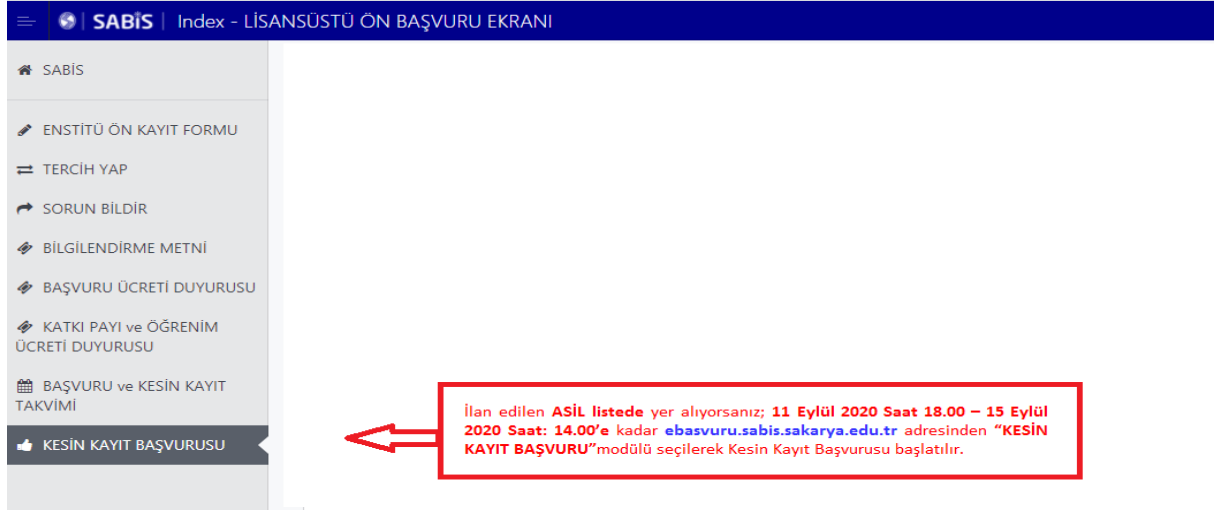 SABİS | Index - LİSANSÜSTÜ ÖN BAŞVURU EKRANI
SABİS
ENSTİTÜ ÖN KAYIT FORMU
TERCİH YAP
SORUN BİLDİR
BİLGİLENDİRME METNİ
BAŞVURU ÜCRETİ DUYURUSU
KATKI PAYI ve ÖĞRENİM
ÜCRETİ DUYURUSU
BAŞVURU ve KESİN KAYIT
TAKVİMİ
KESİN KAYIT BAŞVURUSU
İlan edilen ASİL listede yer alıyorsanız; 11 Eylül 2020 Saat 18.00 – 15 Eylül
2020 Saat: 14.00’e kadar ebasvuru.sabis.sakarya.edu.tr adresinden “KESİN
KAYIT BAŞVURU”modülü seçilerek Kesin Kayıt Başvurusu başlatılır.